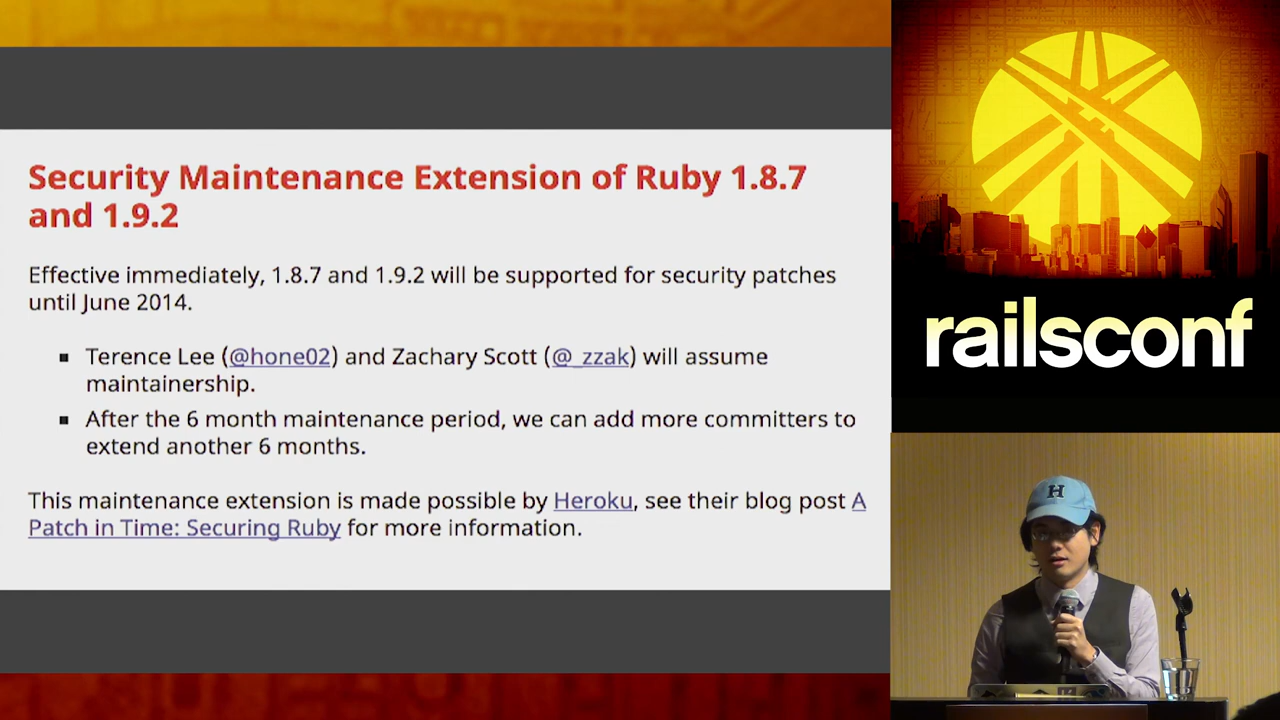 Security Maintenance Extension of Ruby 1.8.7
and 1.9.2
Effective immediately, 1.8.7 and 1.9.2 will be supported for security patches
until June 2014.
Terence Lee (@hone02) and Zachary Scott (@_zzak) will assume
maintainership.
After the 6 month maintenance period, we can add more committers to
extend another 6 months.
This maintenance extension is made possible by Heroku, see their blog post A
Patch in Time: Securing Ruby for more information.
railsconf
H